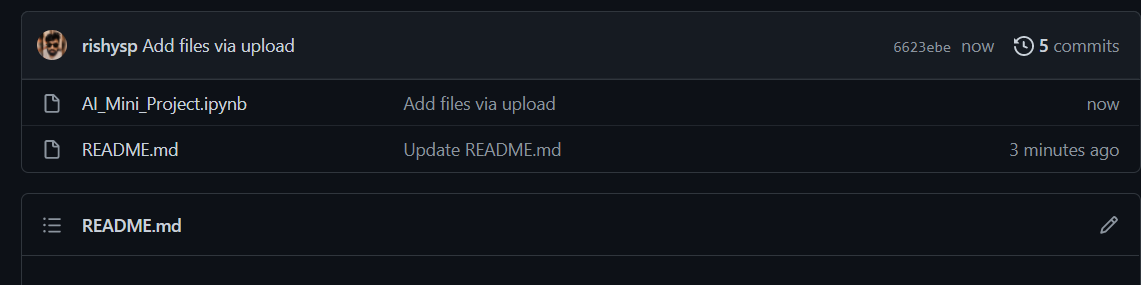 rishysp Add files via upload 6623ebe now 5 commits
AI_Mini_Project.ipynb Add files via upload now
README.md Update README.md 3 minutes ago
README.md